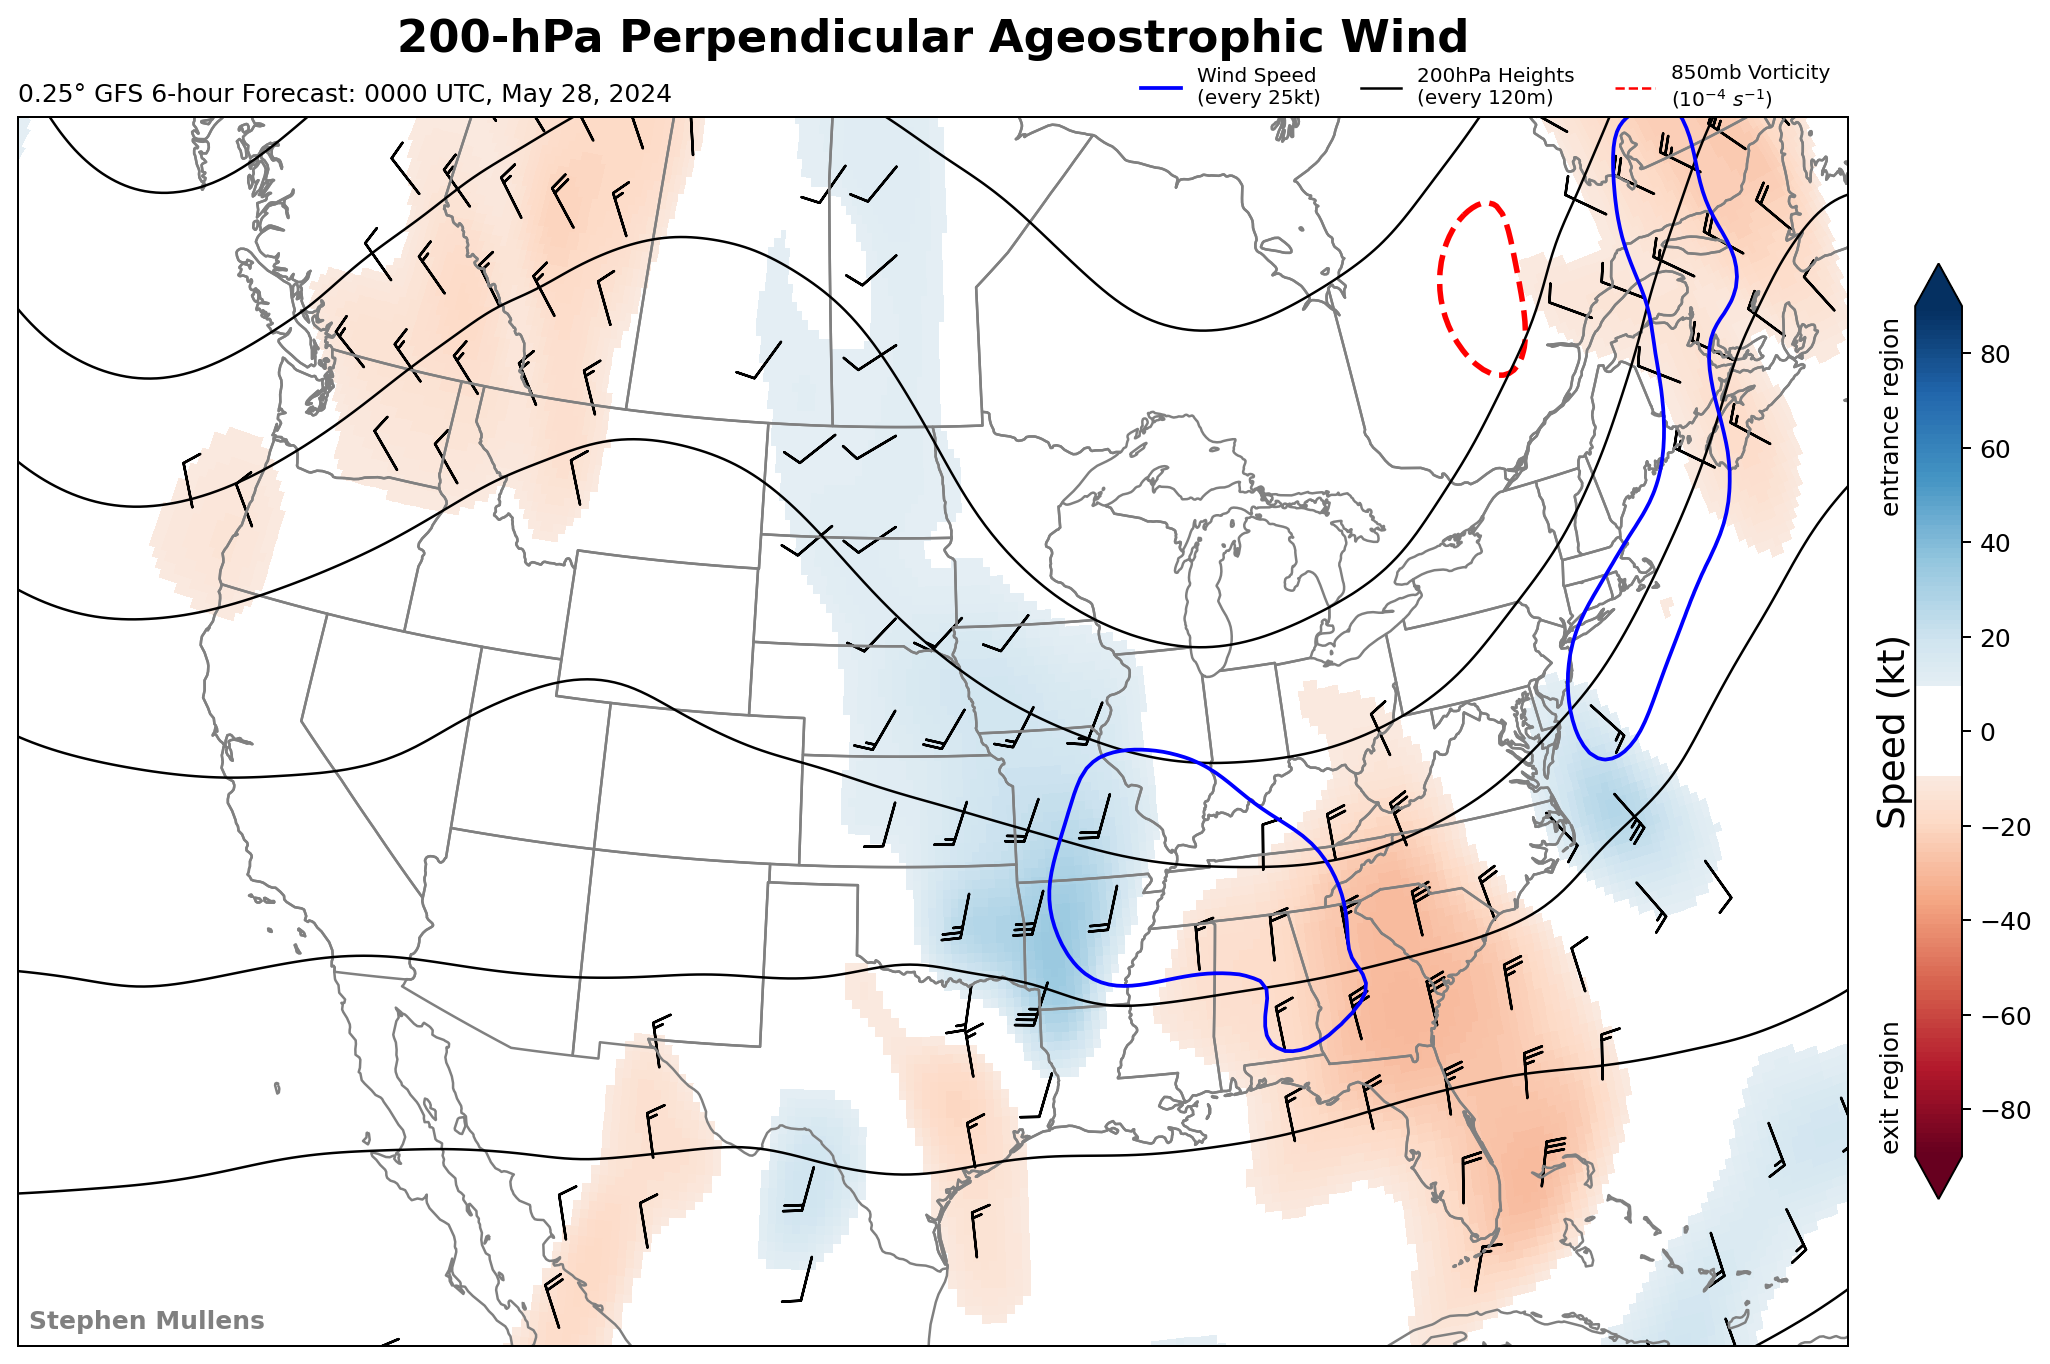 200-hPa Perpendicular Ageostrophic Wind
0.25° GFS 6-hour Forecast: 0000 UTC, May 28, 2024
Wind Speed
(every 25kt)
200hPa Heights
(every 120m)
850mb Vorticity
(10⁻⁴ s⁻¹)
entrance region
Speed (kt)
exit region
80
60
40
20
0
−20
−40
−60
−80
Stephen Mullens